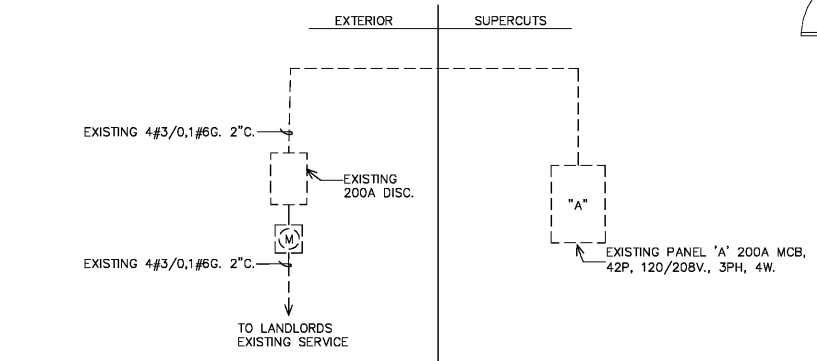 EXTERIOR
SUPERCUTS
EXISTING 4#3/0,1#6G. 2"C.
EXISTING
200A DISC.
"A"
M
EXISTING PANEL 'A' 200A MCB,
42P, 120/208V., 3PH, 4W.
EXISTING 4#3/0,1#6G. 2"C.
TO LANDLORDS
EXISTING SERVICE